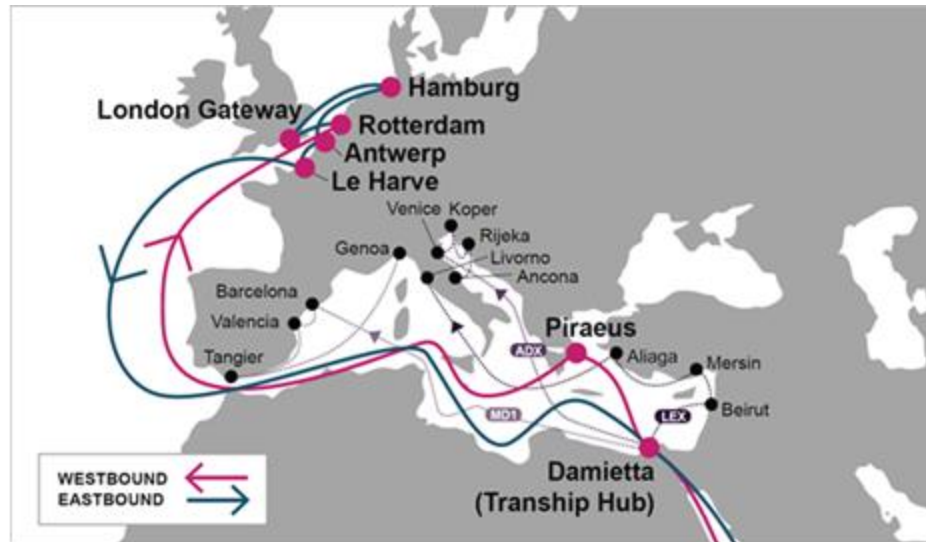 Hamburg
London Gateway
Rotterdam
Antwerp
Le Harve
Venice Koper
Rijeka
Genoa
Livorno
Ancona
Barcelona
Valencia
Piraeus
ADX
Aliaga
Tangier
Mersin
MD1
LEX
Beirut
Damietta
(Tranship Hub)
WESTBOUND
EASTBOUND